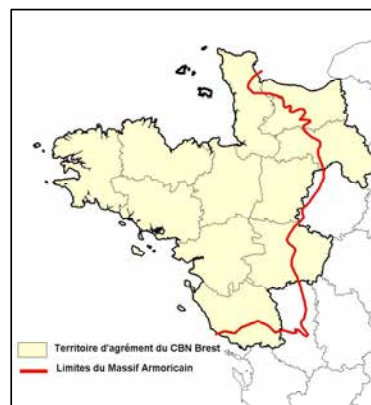 Territoire d'agrément du CBN Brest
Limites du Massif Armoricain